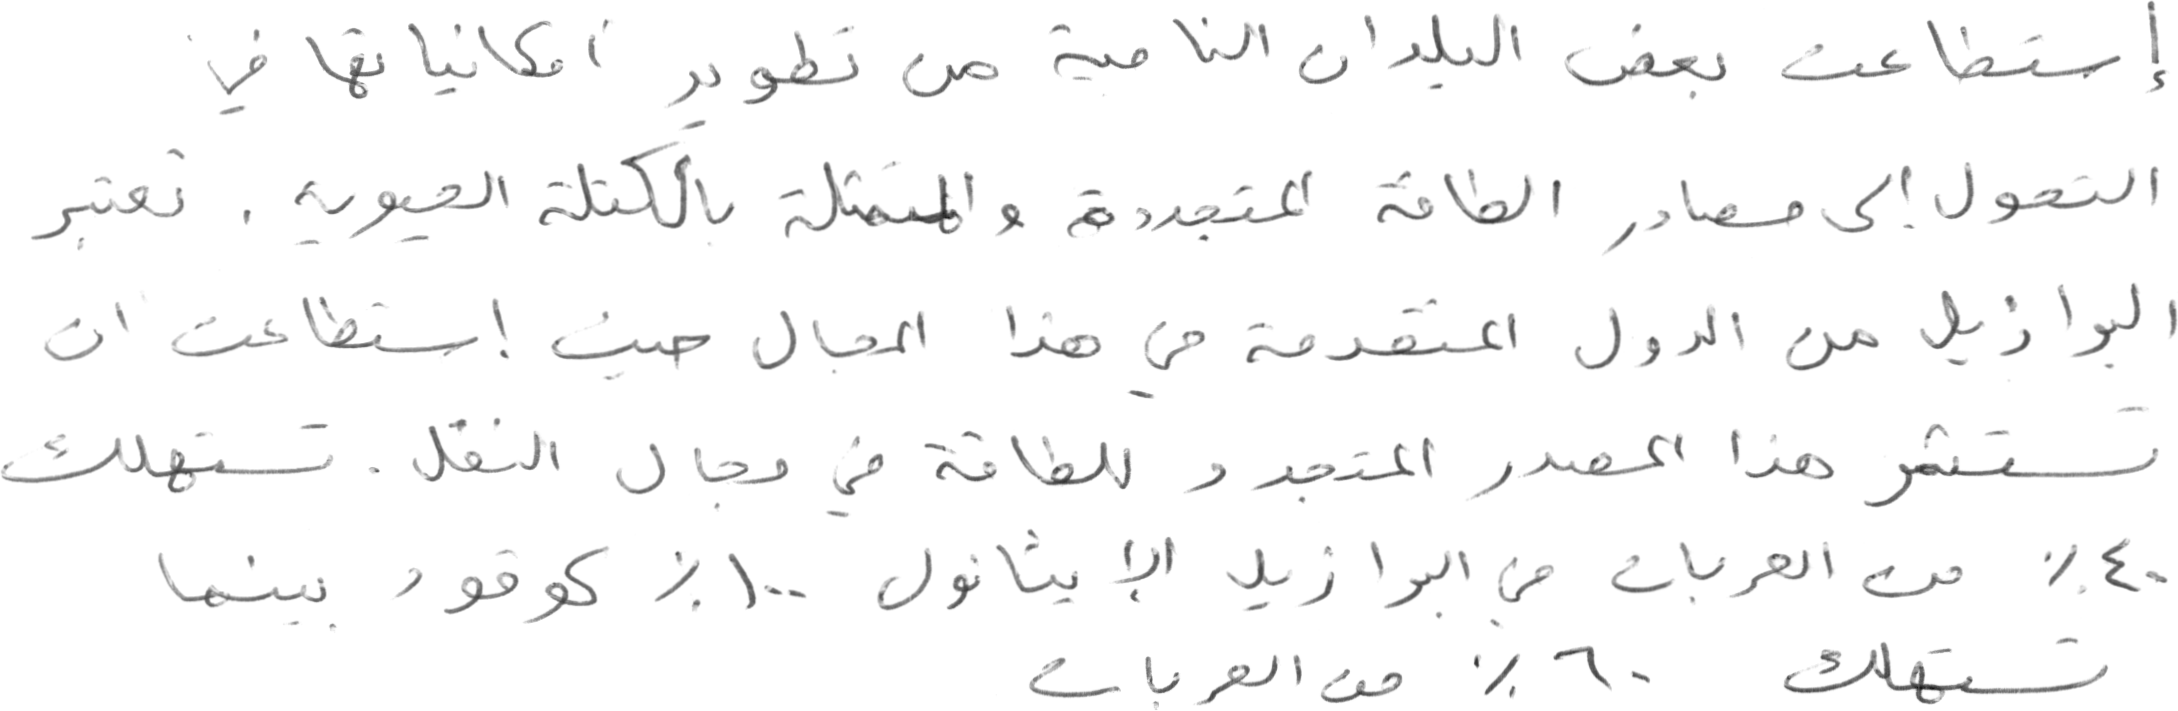 إستطاعت بعض البلدان النامية من تطوير امكانياتها في
التحول إلى مصادر الطاقة المتجددة والمتمثلة بالكتلة الحيوية . تعتبر
البرازيل من الدول المتقدمة في هذا المجال حيث إستطاعت ان
تستثمر هذا المصدر المتجدد للطاقة في مجال النقل . تستهلك
٤٠٪ من العربات في البرازيل الإيثانول ١٠٠٪ كوقود بينما
تستهلك ٦٠٪ من العربات